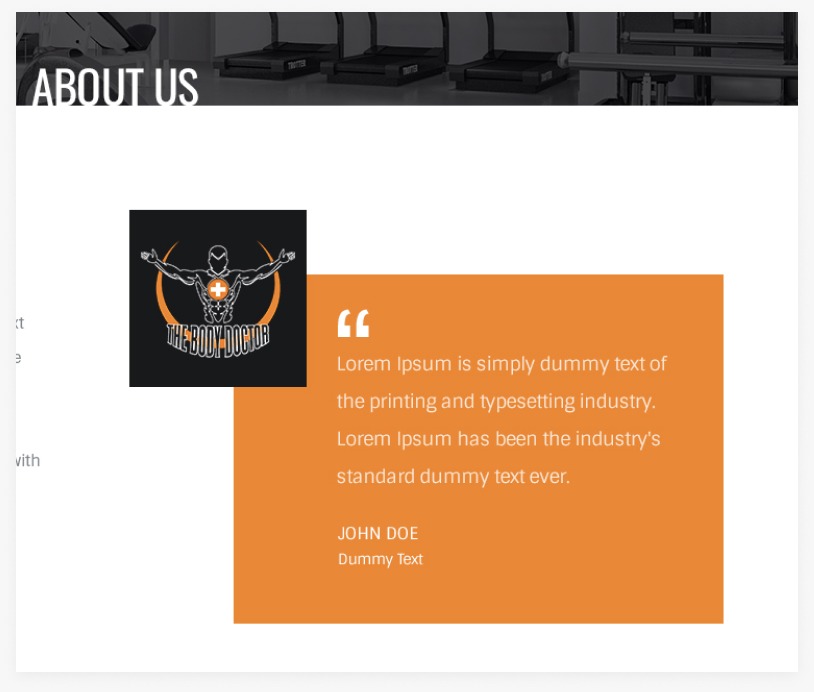 ABOUT US
THE BODY DOCTOR
Lorem Ipsum is simply dummy text of
the printing and typesetting industry.
Lorem Ipsum has been the industry's
standard dummy text ever.
JOHN DOE
Dummy Text
with